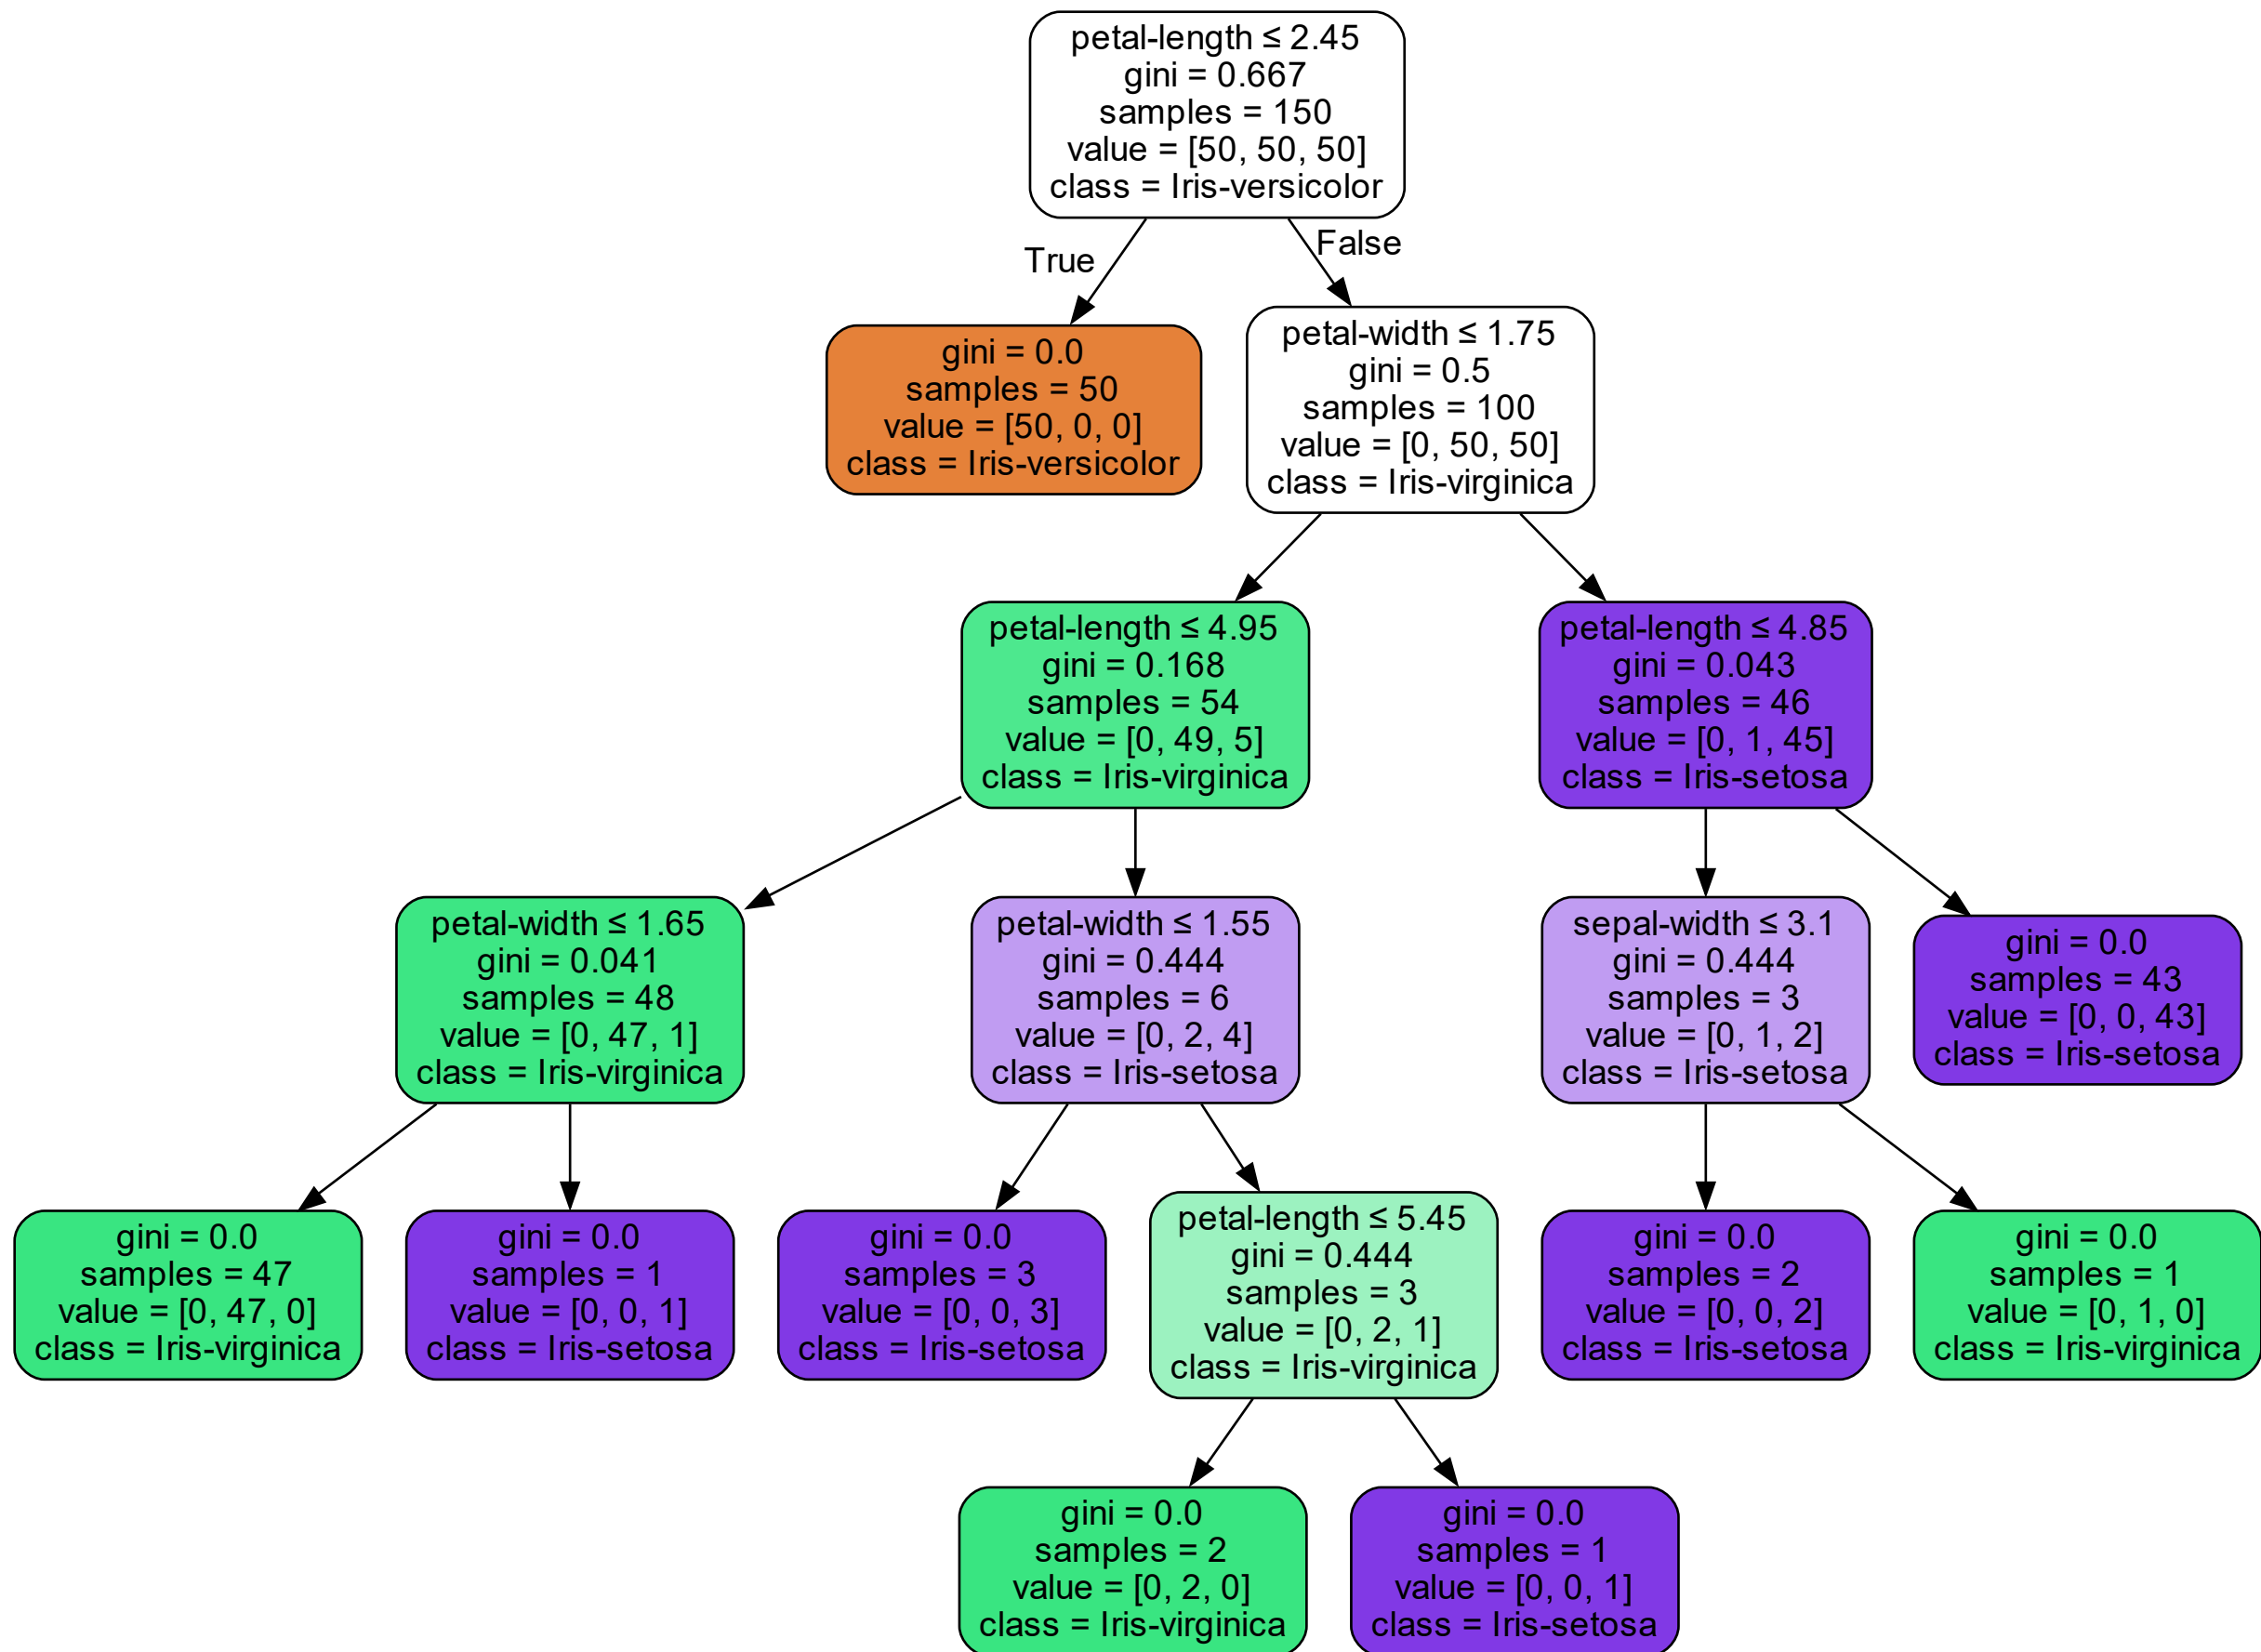 petal-length ≤ 2.45
gini = 0.667
samples = 150
value = [50, 50, 50]
class = Iris-versicolor
True
False
gini = 0.0
samples = 50
value = [50, 0, 0]
class = Iris-versicolor
petal-width ≤ 1.75
gini = 0.5
samples = 100
value = [0, 50, 50]
class = Iris-virginica
petal-length ≤ 4.95
gini = 0.168
samples = 54
value = [0, 49, 5]
class = Iris-virginica
petal-length ≤ 4.85
gini = 0.043
samples = 46
value = [0, 1, 45]
class = Iris-setosa
petal-width ≤ 1.65
gini = 0.041
samples = 48
value = [0, 47, 1]
class = Iris-virginica
petal-width ≤ 1.55
gini = 0.444
samples = 6
value = [0, 2, 4]
class = Iris-setosa
sepal-width ≤ 3.1
gini = 0.444
samples = 3
value = [0, 1, 2]
class = Iris-setosa
gini = 0.0
samples = 43
value = [0, 0, 43]
class = Iris-setosa
gini = 0.0
samples = 47
value = [0, 47, 0]
class = Iris-virginica
gini = 0.0
samples = 1
value = [0, 0, 1]
class = Iris-setosa
gini = 0.0
samples = 3
value = [0, 0, 3]
class = Iris-setosa
petal-length ≤ 5.45
gini = 0.444
samples = 3
value = [0, 2, 1]
class = Iris-virginica
gini = 0.0
samples = 2
value = [0, 0, 2]
class = Iris-setosa
gini = 0.0
samples = 1
value = [0, 1, 0]
class = Iris-virginica
gini = 0.0
samples = 2
value = [0, 2, 0]
class = Iris-virginica
gini = 0.0
samples = 1
value = [0, 0, 1]
class = Iris-setosa